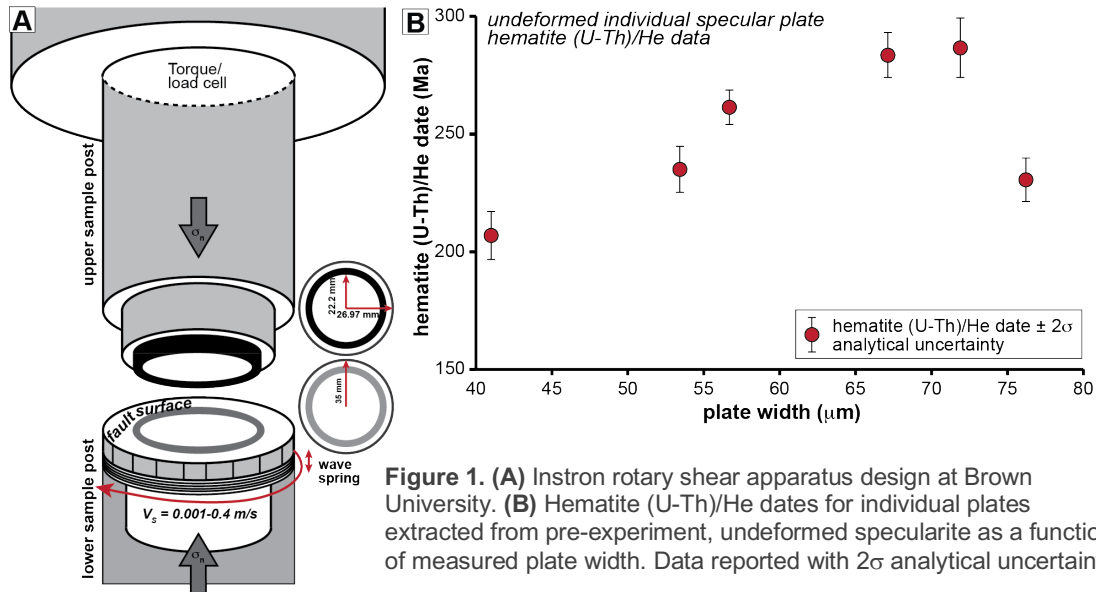 A
Torque/
load cell
upper sample post
σn
22.2 mm
26.97 mm
35 mm
fault surface
wave
spring
lower sample post
Vs = 0.001-0.4 m/s
σn
B
undeformed individual specular plate
hematite (U-Th)/He data
hematite (U-Th)/He date (Ma)
300
250
200
150
40 45 50 55 60 65 70 75 80
plate width (μm)
hematite (U-Th)/He date ± 2σ
analytical uncertainty
Figure 1. (A) Instron rotary shear apparatus design at Brown
University. (B) Hematite (U-Th)/He dates for individual plates
extracted from pre-experiment, undeformed specularite as a functio
of measured plate width. Data reported with 2σ analytical uncertain